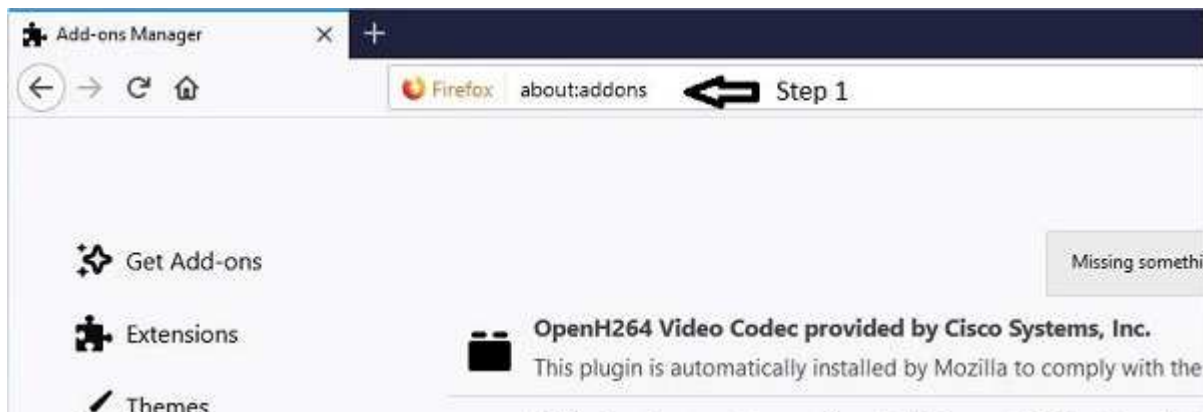 Add-ons Manager
Firefox about:addons Step 1
Get Add-ons
Missing
Extensions
OpenH264 Video Codec provided by Cisco Systems, Inc.
This plugin is automatically installed by Mozilla to comply with the
Themes